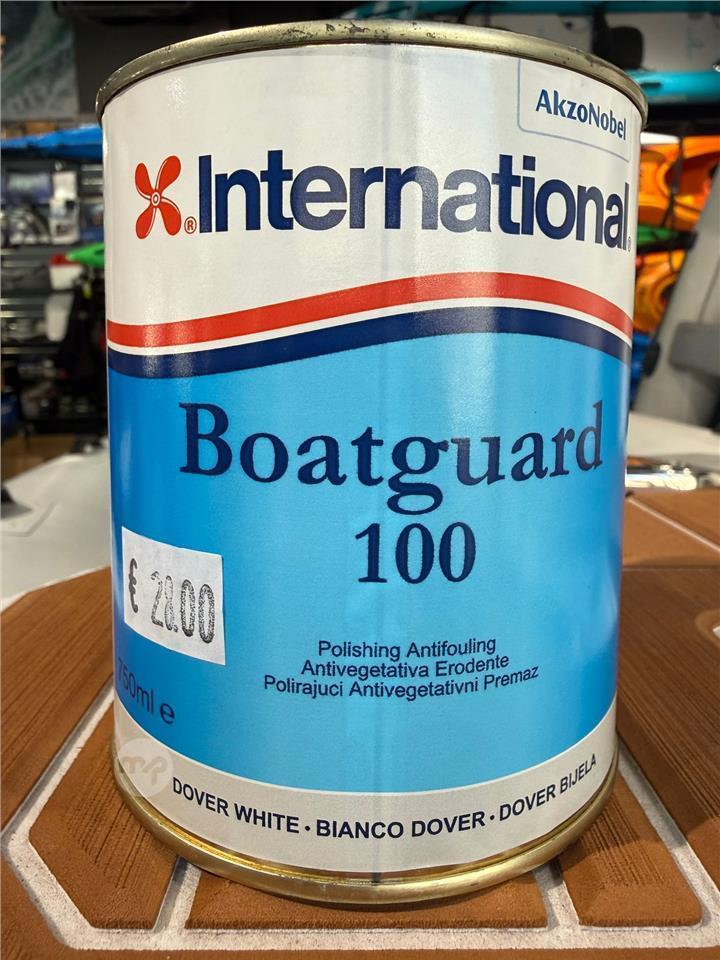 AkzoNobel
International
Boatguard
100
€ 28.00
Polishing Antifouling
Antivegetativa Erodente
Polirajuci Antivegetativni Premaz
750ml e
mp
DOVER WHITE • BIANCO DOVER • DOVER BIJELA